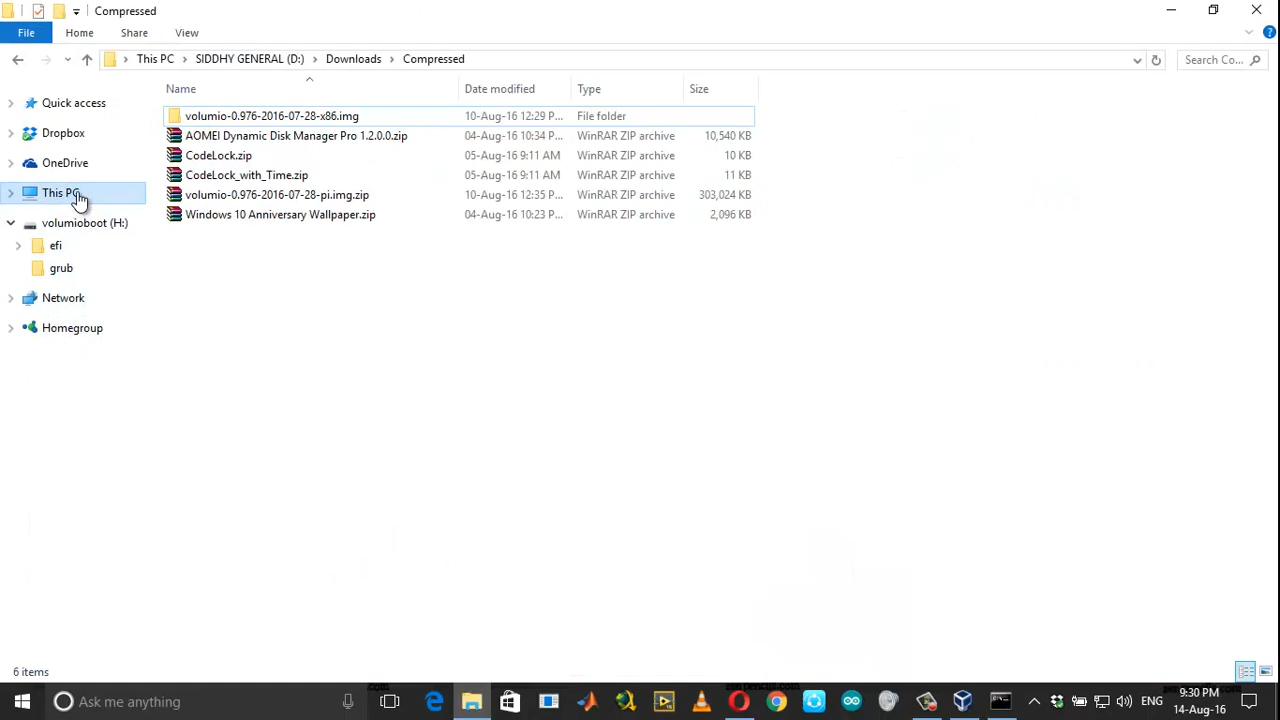 Compressed
File Home Share View
This PC > SIDDHY GENERAL (D:) > Downloads > Compressed
Search Co...
Name Date modified Type Size
Quick access
Dropbox
OneDrive
This PC
volumioboot (H:)
efi
grub
Network
Homegroup
volumio-0.976-2016-07-28-x86.img 10-Aug-16 12:29 P... File folder
AOMEI Dynamic Disk Manager Pro 1.2.0.0.zip 04-Aug-16 10:34 P... WinRAR ZIP archive 10,540 KB
CodeLock.zip 05-Aug-16 9:11 AM WinRAR ZIP archive 10 KB
CodeLock_with_Time.zip 05-Aug-16 9:11 AM WinRAR ZIP archive 11 KB
volumio-0.976-2016-07-28-pi.img.zip 10-Aug-16 12:35 P... WinRAR ZIP archive 303,024 KB
Windows 10 Anniversary Wallpaper.zip 04-Aug-16 10:23 P... WinRAR ZIP archive 2,096 KB
6 items
Ask me anything
ENG
9:30 PM
14-Aug-16